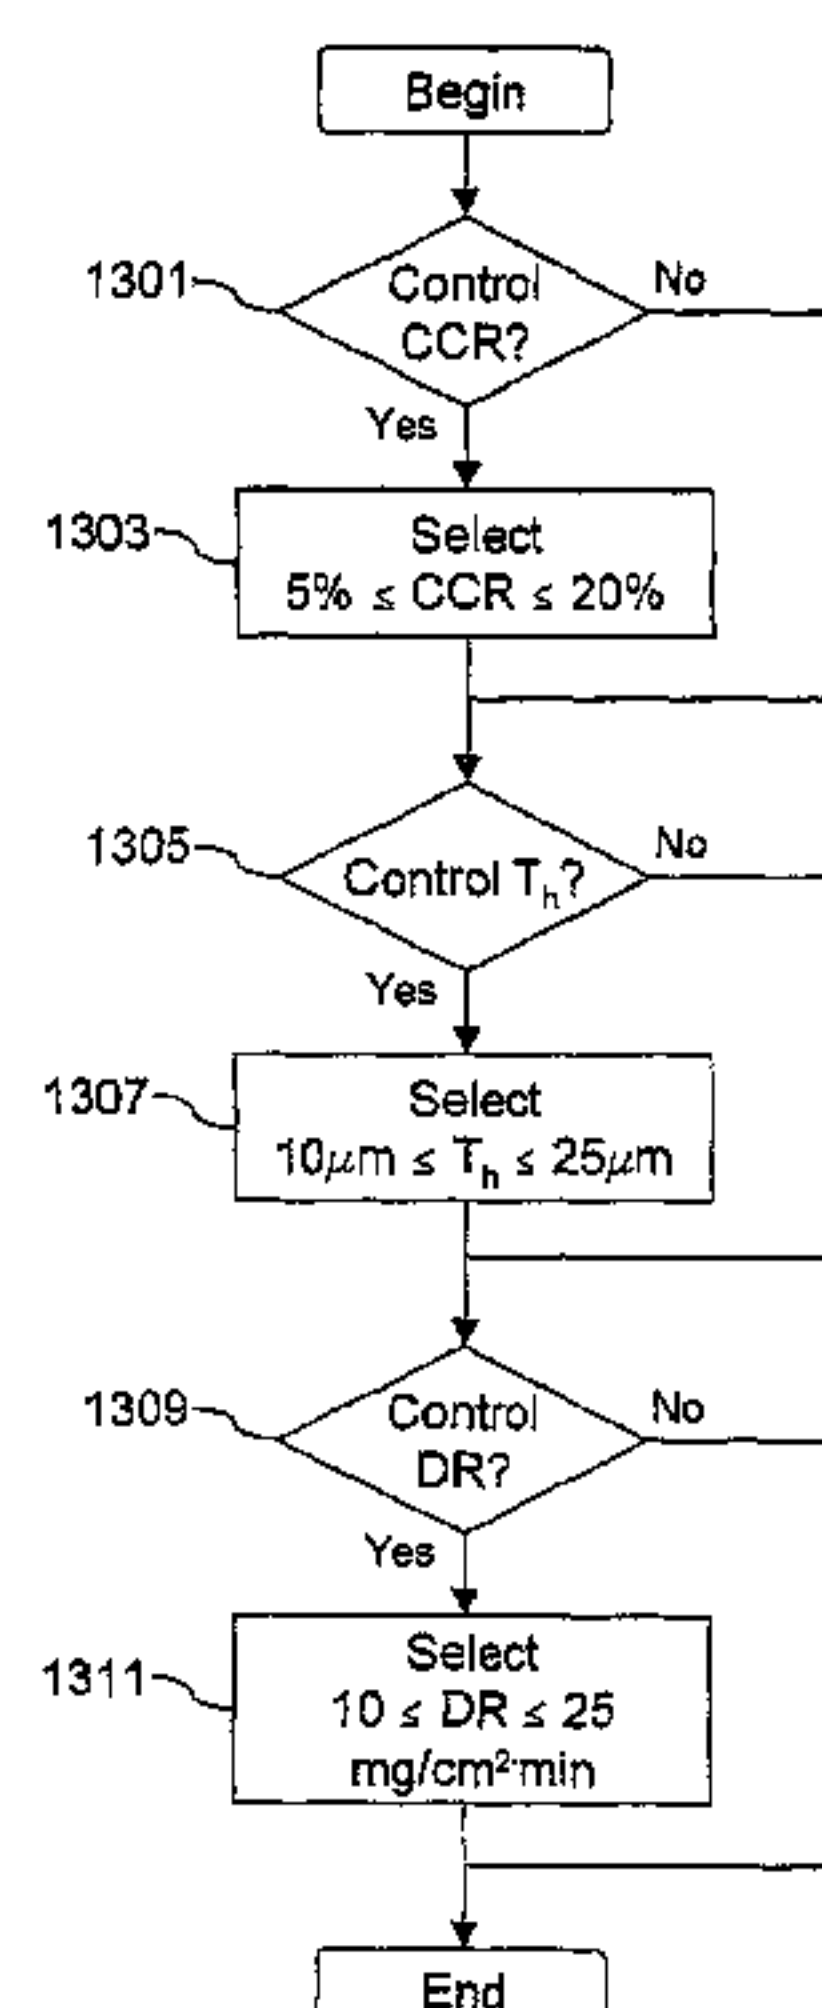 Begin
1301
Control
CCR?
No
Yes
1303
Select
5% ≤ CCR ≤ 20%
1305
Control Tₕ?
No
Yes
1307
Select
10μm ≤ Tₕ ≤ 25μm
1309
Control
DR?
No
Yes
1311
Select
10 ≤ DR ≤ 25
mg/cm²·min
End